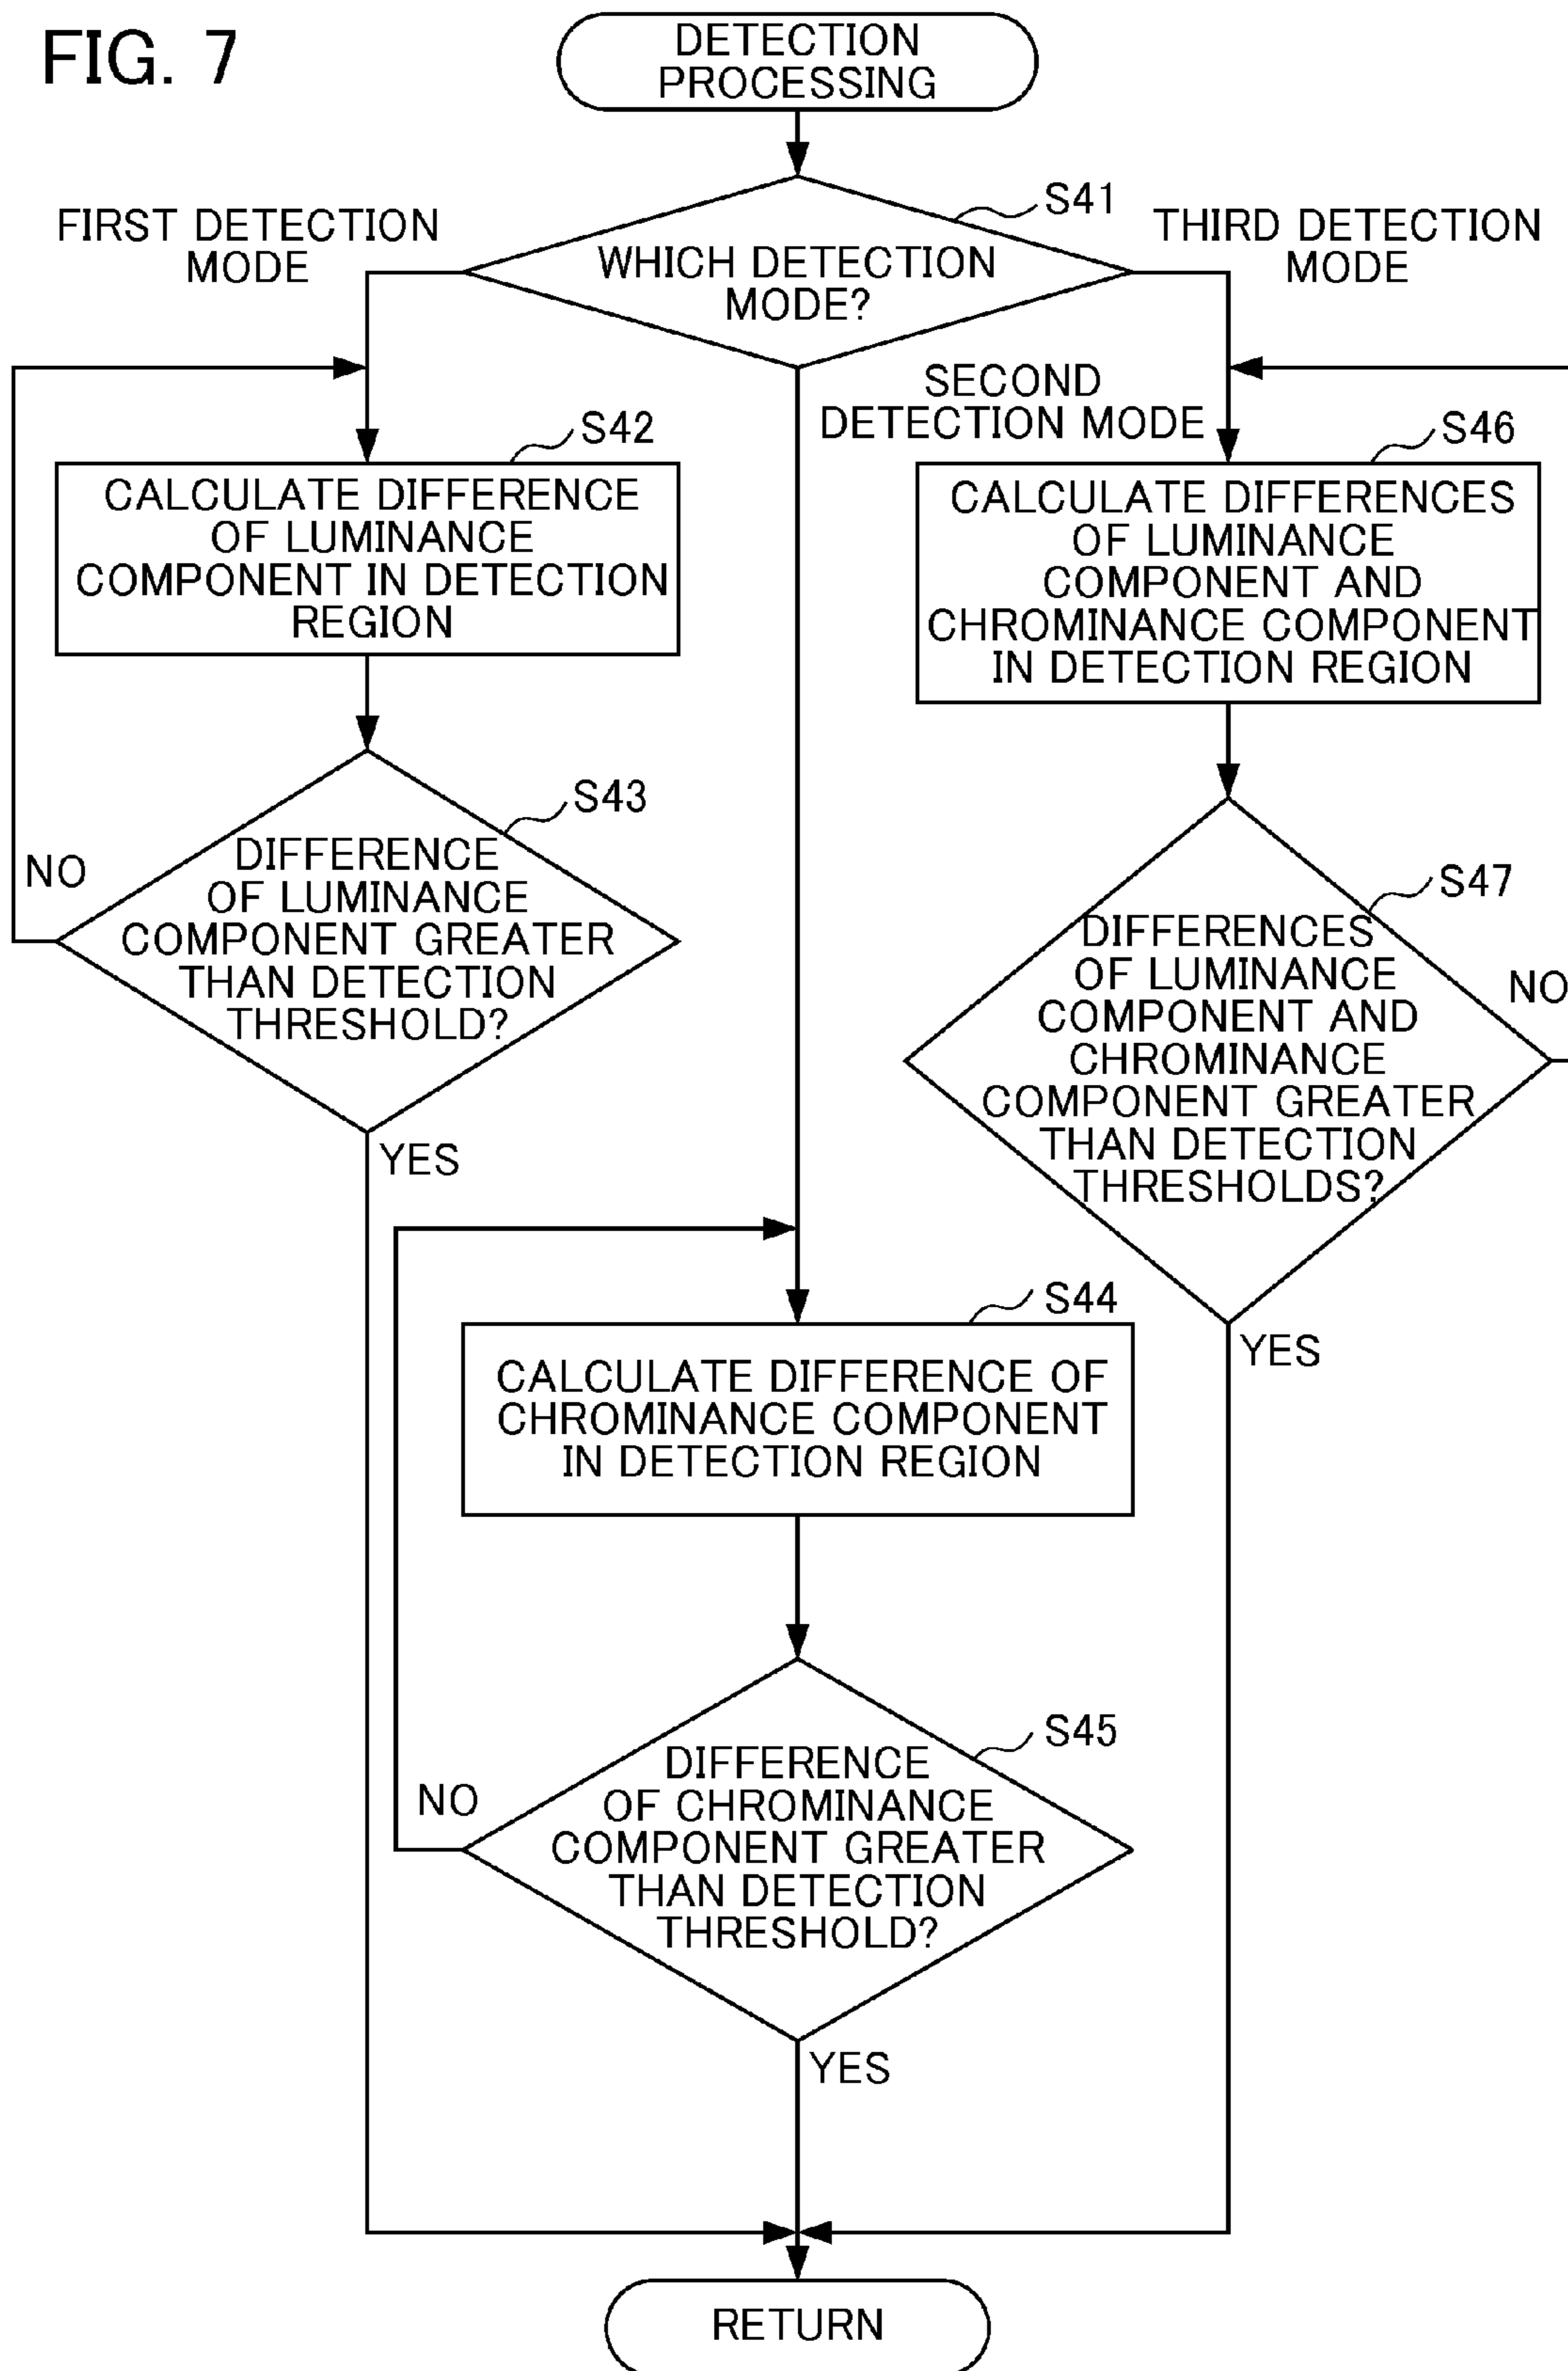 FIG. 7
DETECTION
PROCESSING
S41
WHICH DETECTION
MODE?
FIRST DETECTION
MODE
THIRD DETECTION
MODE
SECOND
DETECTION MODE
S42
CALCULATE DIFFERENCE
OF LUMINANCE
COMPONENT IN DETECTION
REGION
S46
CALCULATE DIFFERENCES
OF LUMINANCE
COMPONENT AND
CHROMINANCE COMPONENT
IN DETECTION REGION
S43
DIFFERENCE
OF LUMINANCE
COMPONENT GREATER
THAN DETECTION
THRESHOLD?
NO
YES
S47
DIFFERENCES
OF LUMINANCE
COMPONENT AND
CHROMINANCE
COMPONENT GREATER
THAN DETECTION
THRESHOLDS?
NO
YES
S44
CALCULATE DIFFERENCE OF
CHROMINANCE COMPONENT
IN DETECTION REGION
S45
DIFFERENCE
OF CHROMINANCE
COMPONENT GREATER
THAN DETECTION
THRESHOLD?
NO
YES
RETURN